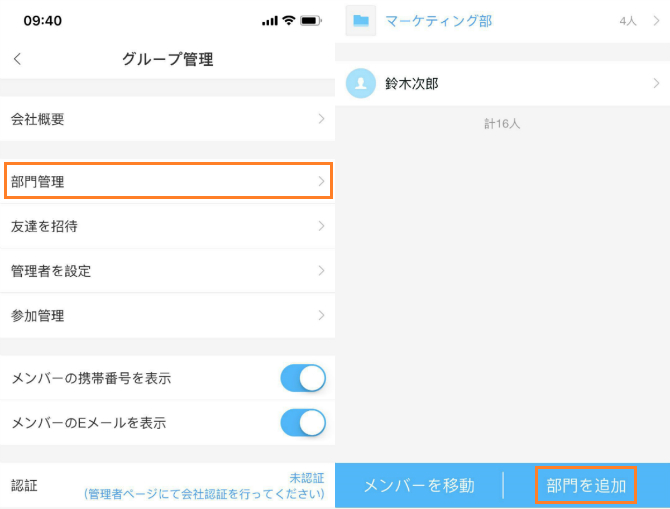 09:40
グループ管理
会社概要
部門管理
友達を招待
管理者を設定
参加管理
メンバーの携帯番号を表示
メンバーのEメールを表示
認証
未認証
(管理者ページにて会社認証を行ってください)
マーケティング部 4人
鈴木次郎
計16人
メンバーを移動 部門を追加